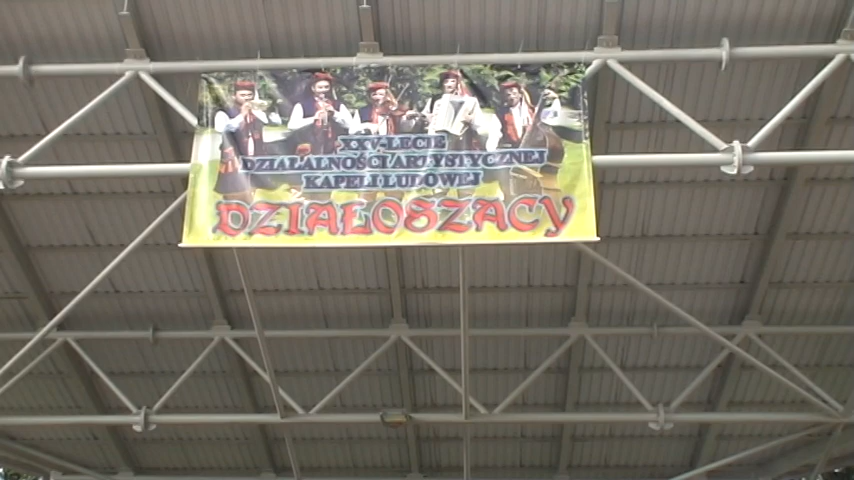 XXV-LECIE
DZIAŁALNOŚCI ARTYSTYCZNEJ
KAPELI LUDOWEJ
DZIAŁOSZACY